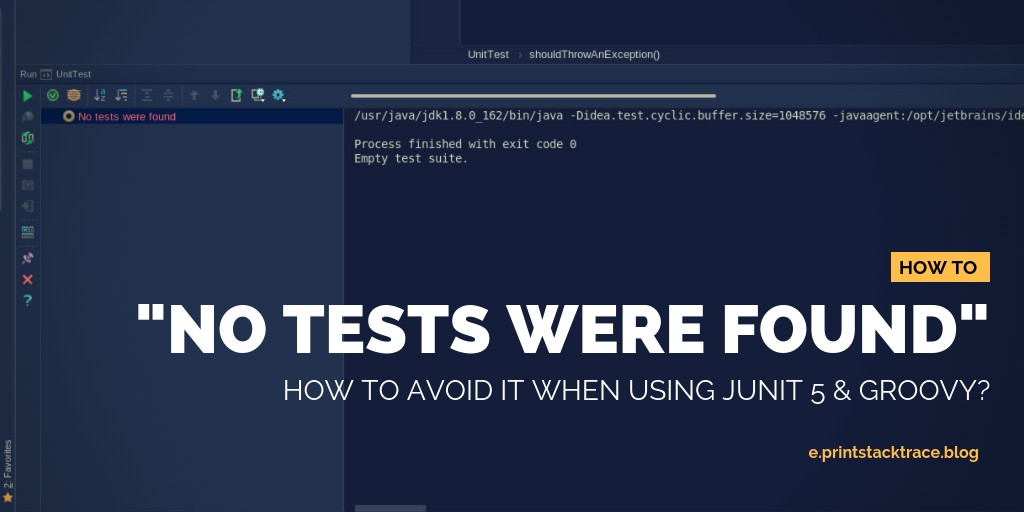 UnitTest › shouldThrowAnException()
Run UnitTest
No tests were found
/usr/java/jdk1.8.0_162/bin/java -Didea.test.cyclic.buffer.size=1048576 -javaagent:/opt/jetbrains/ide
Process finished with exit code 0
Empty test suite.
HOW TO
"NO TESTS WERE FOUND"
HOW TO AVOID IT WHEN USING JUNIT 5 & GROOVY?
e.printstacktrace.blog
2: Favorites